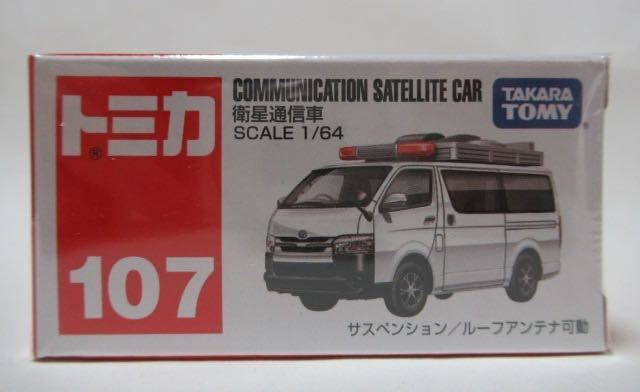 トミカ
®
107
COMMUNICATION SATELLITE CAR
衛星通信車
SCALE 1/64
TAKARA
TOMY
サスペンション/ルーフアンテナ可動